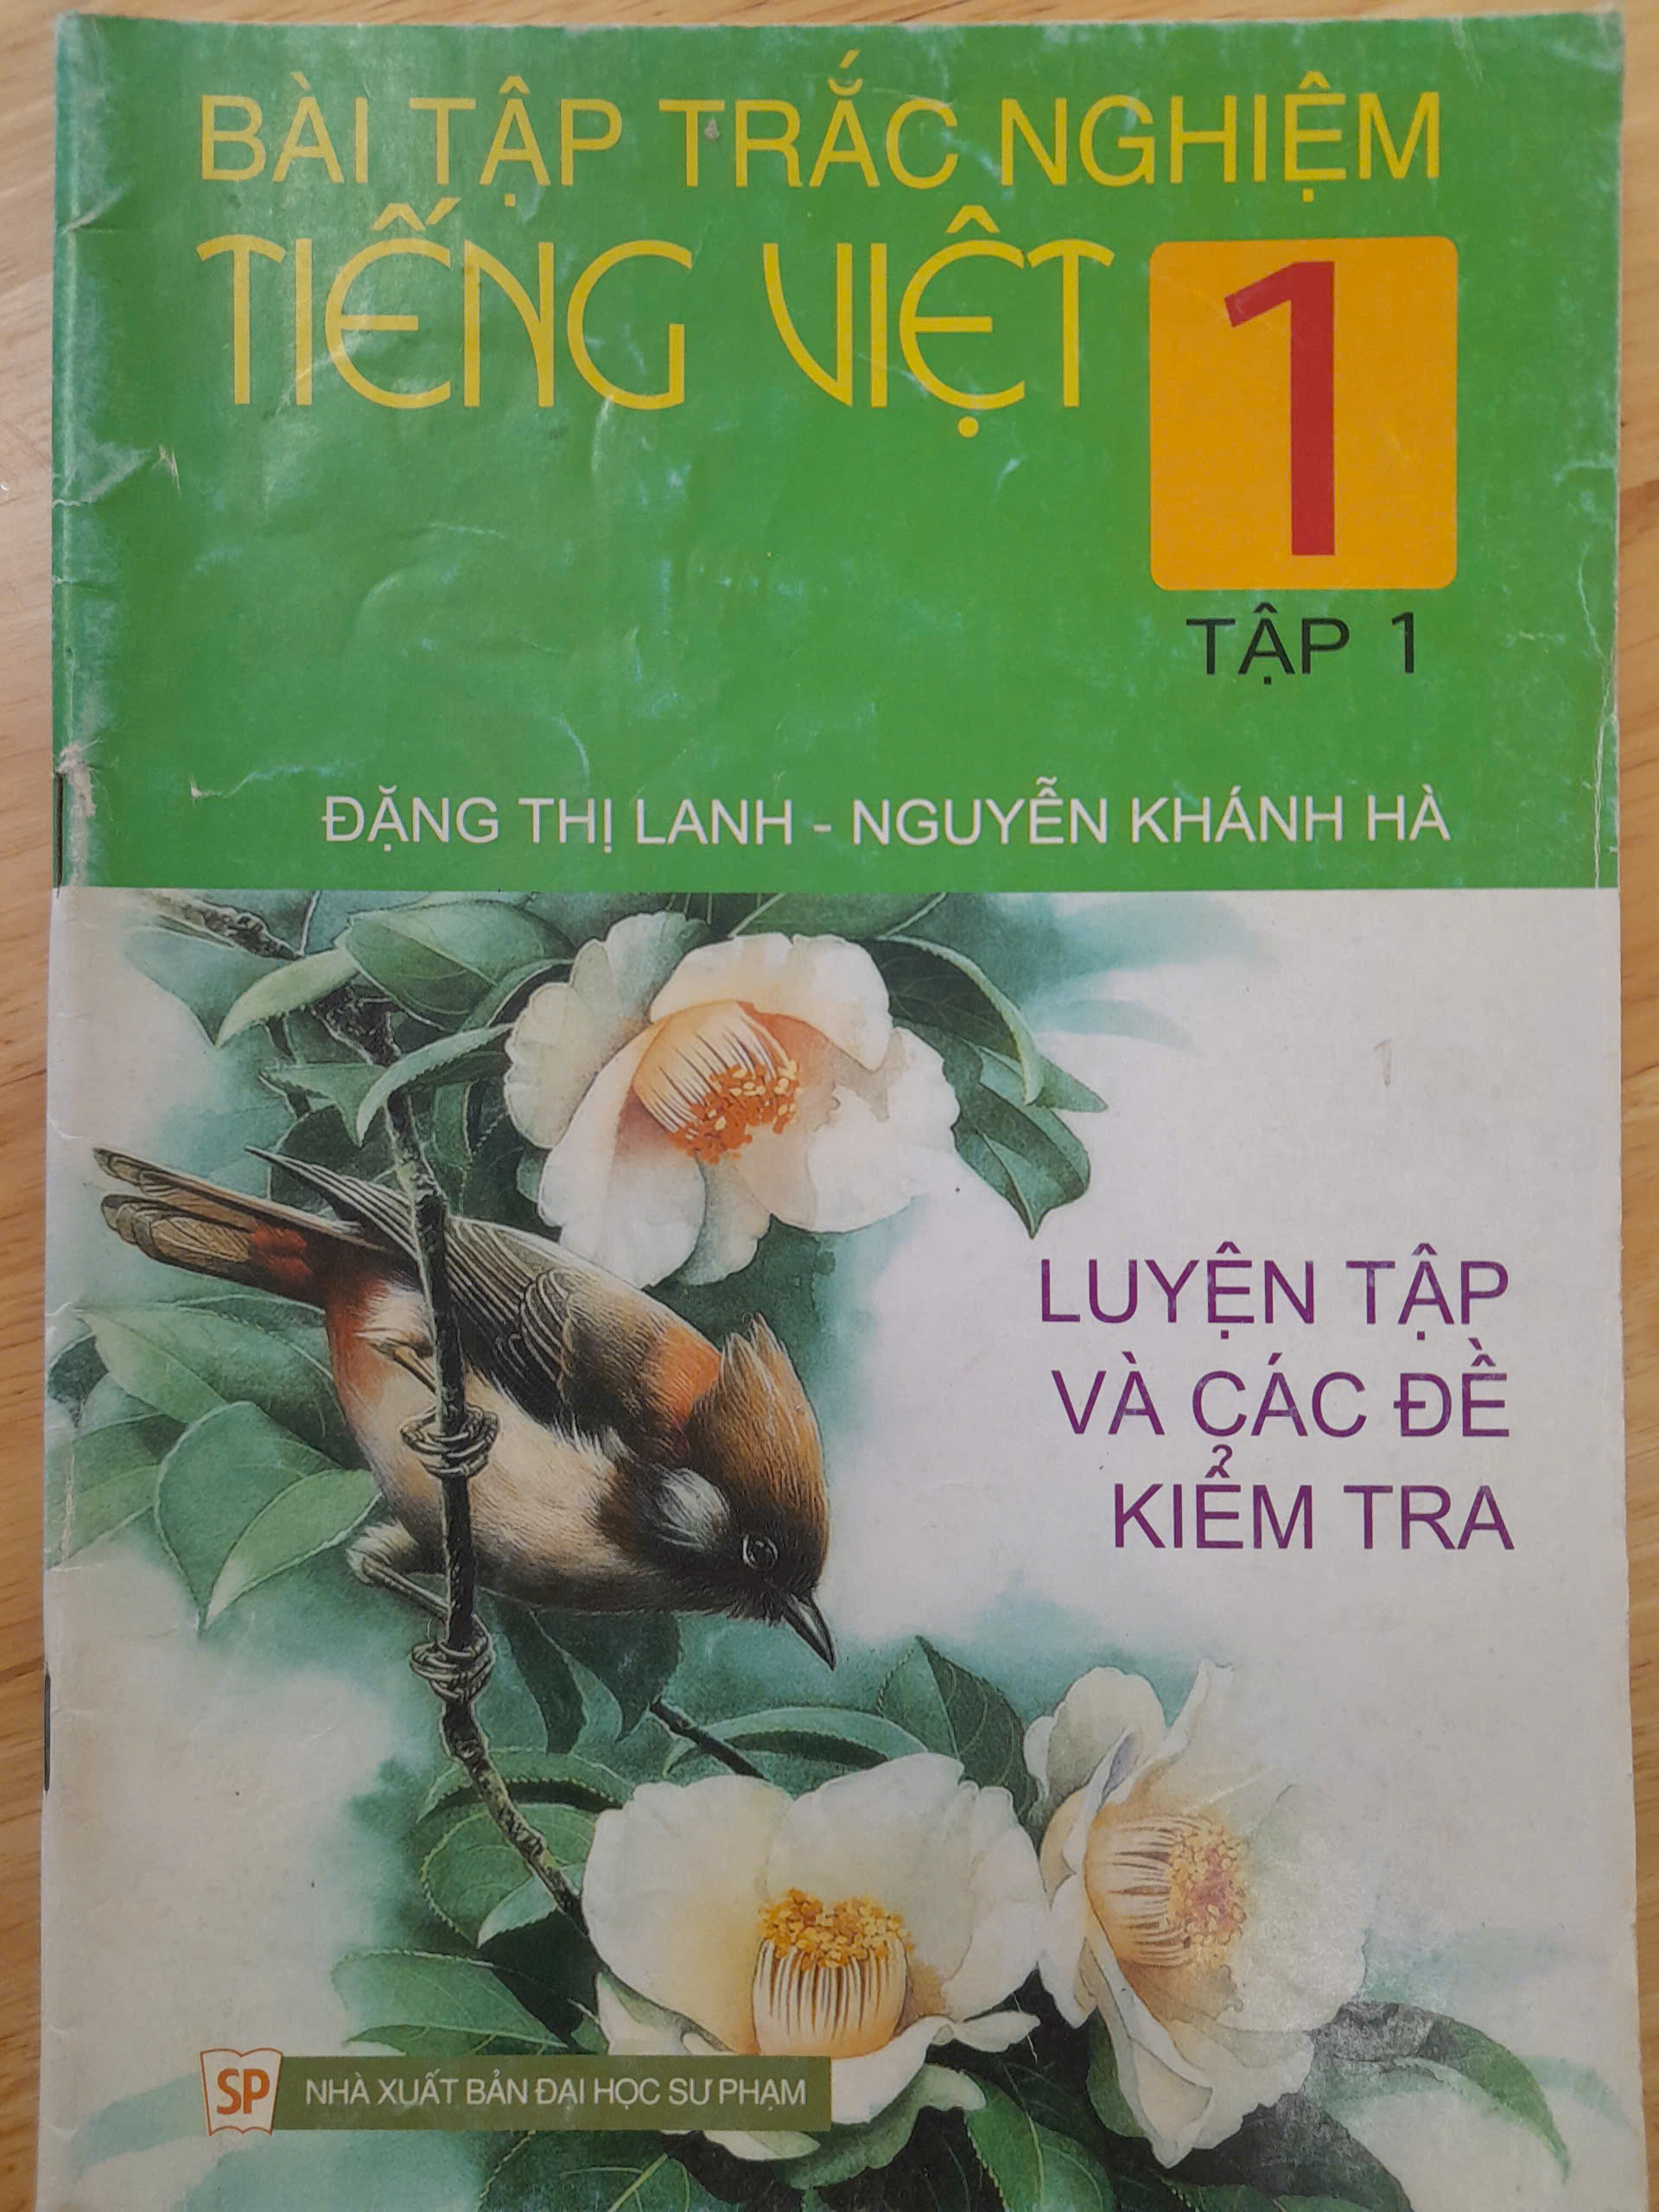 BÀI TẬP TRẮC NGHIỆM
TIẾNG VIỆT 1
TẬP 1
ĐẶNG THỊ LANH - NGUYỄN KHÁNH HÀ
LUYỆN TẬP
VÀ CÁC ĐỀ
KIỂM TRA
SP NHÀ XUẤT BẢN ĐẠI HỌC SƯ PHẠM